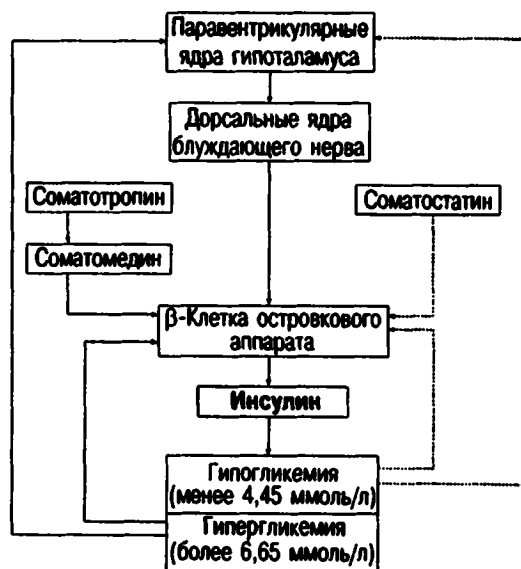 Паравентрикулярные
ядра гипоталамуса
Дорсальные ядра
блуждающего нерва
Соматотропин
Соматостатин
Соматомедин
β-Клетка островкового
аппарата
Инсулин
Гипогликемия
(менее 4,45 ммоль/л)
Гипергликемия
(более 6,65 ммоль/л)